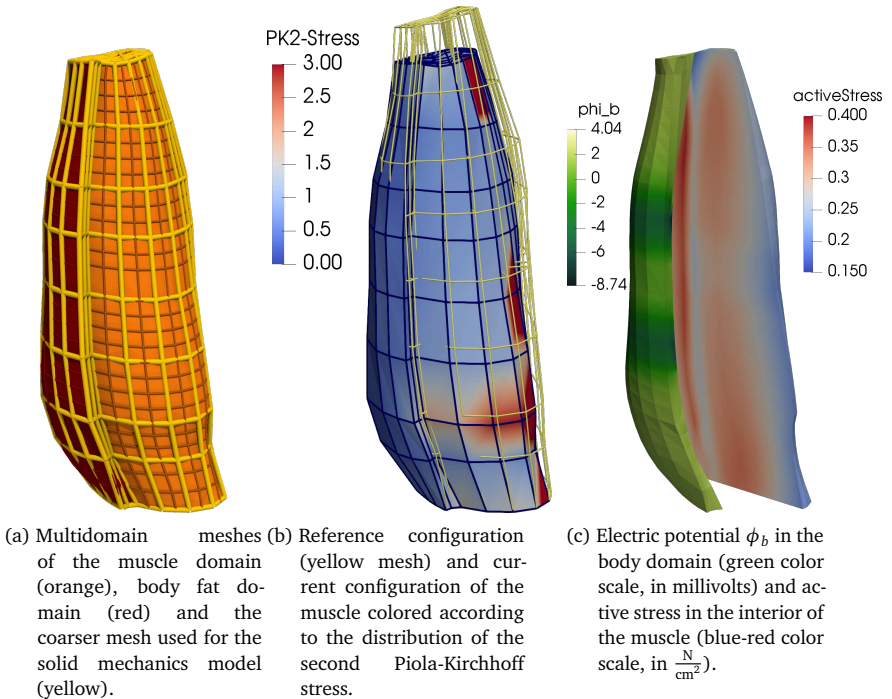 PK2-Stress
3.00
2.5
2.0
1.5
1
0.5
0.00
phi_b
4.04
2
0
-2
-4
-6
-8.74
activeStress
0.400
0.35
0.3
0.25
0.2
0.150
(a) Multidomain meshes
of the muscle domain
(orange), body fat do-
main (red) and the
coarser mesh used for the
solid mechanics model
(yellow).
(b) Reference configuration
(yellow mesh) and cur-
rent configuration of the
muscle colored according
to the distribution of the
second Piola-Kirchhoff
stress.
(c) Electric potential ϕ_b in the
body domain (green color
scale, in millivolts) and ac-
tive stress in the interior of
the muscle (blue-red color
scale, in N/cm²).